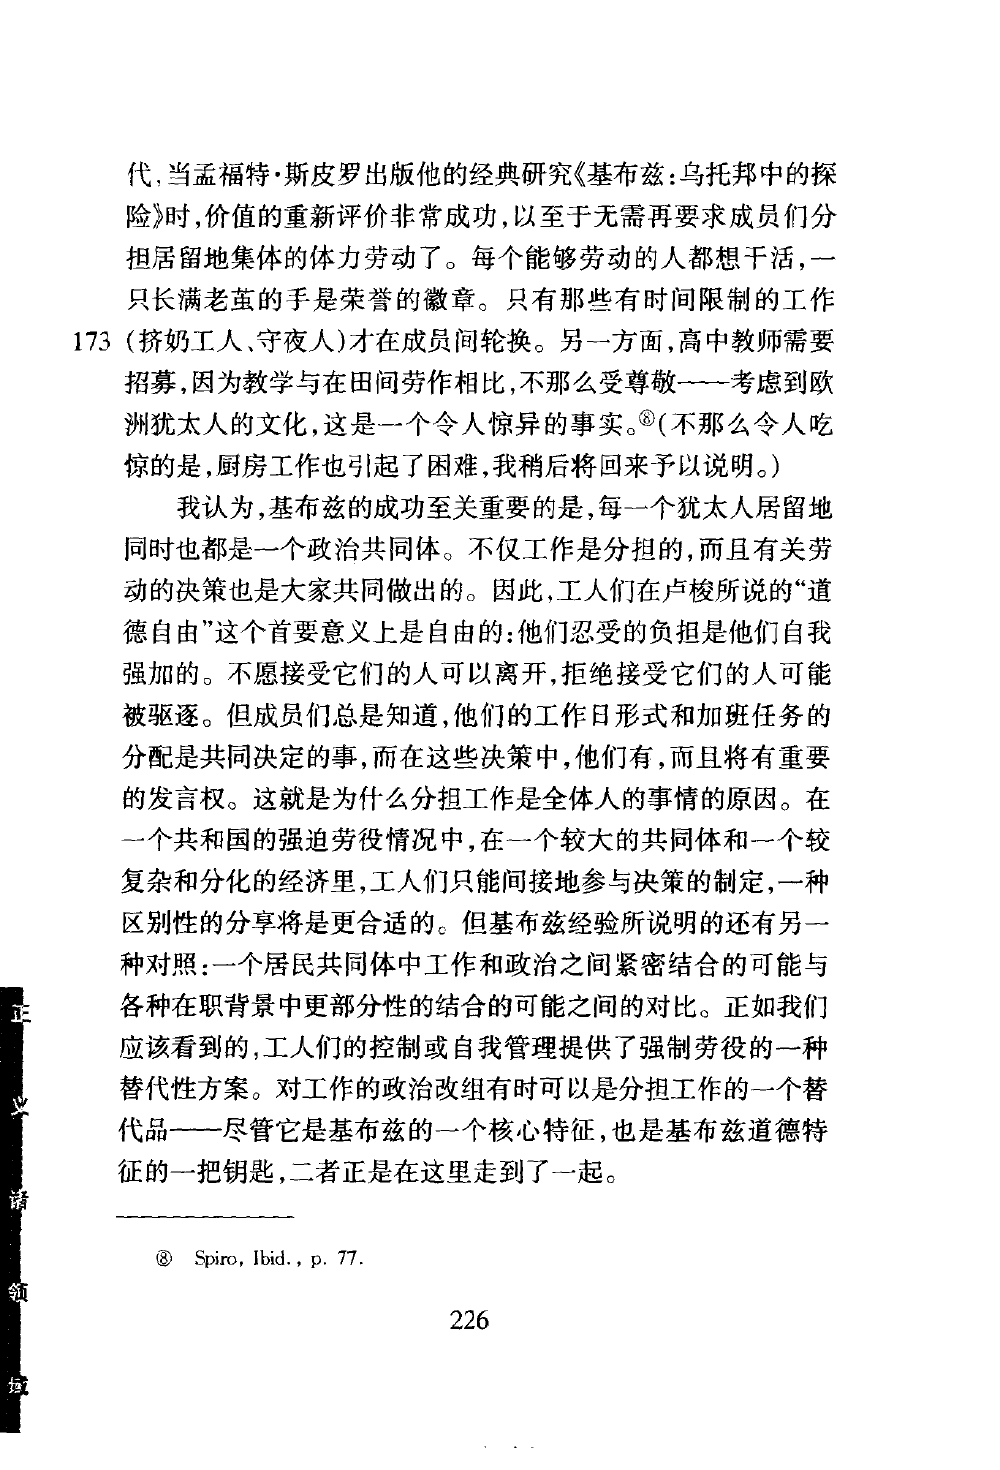 代,当孟福特·斯皮罗出版他的经典研究《基布兹:乌托邦中的探
险》时,价值的重新评价非常成功,以至于无需再要求成员们分
担居留地集体的体力劳动了。每个能够劳动的人都想干活,一
只长满老茧的手是荣誉的徽章。只有那些有时间限制的工作
173 (挤奶工人、守夜人)才在成员间轮换。另一方面,高中教师需要
招募,因为教学与在田间劳作相比,不那么受尊敬——考虑到欧
洲犹太人的文化,这是一个令人惊异的事实。⑧(不那么令人吃
惊的是,厨房工作也引起了困难,我稍后将回来予以说明。)
我认为,基布兹的成功至关重要的是,每一个犹太人居留地
同时也都是一个政治共同体。不仅工作是分担的,而且有关劳
动的决策也是大家共同做出的。因此,工人们在卢梭所说的“道
德自由”这个首要意义上是自由的:他们忍受的负担是他们自我
强加的。不愿接受它们的人可以离开,拒绝接受它们的人可能
被驱逐。但成员们总是知道,他们的工作日形式和加班任务的
分配是共同决定的事,而在这些决策中,他们有,而且将有重要
的发言权。这就是为什么分担工作是全体人的事情的原因。在
一个共和国的强迫劳役情况中,在一个较大的共同体和一个较
复杂和分化的经济里,工人们只能间接地参与决策的制定,一种
区别性的分享将是更合适的。但基布兹经验所说明的还有另一
种对照:一个居民共同体中工作和政治之间紧密结合的可能与
各种在职背景中更部分性的结合的可能之间的对比。正如我们
应该看到的,工人们的控制或自我管理提供了强制劳役的一种
替代性方案。对工作的政治改组有时可以是分担工作的一个替
代品——尽管它是基布兹的一个核心特征,也是基布兹道德特
征的一把钥匙,二者正是在这里走到了一起。
⑧ Spiro, Ibid., p. 77.
226
正
义
诸
领
域